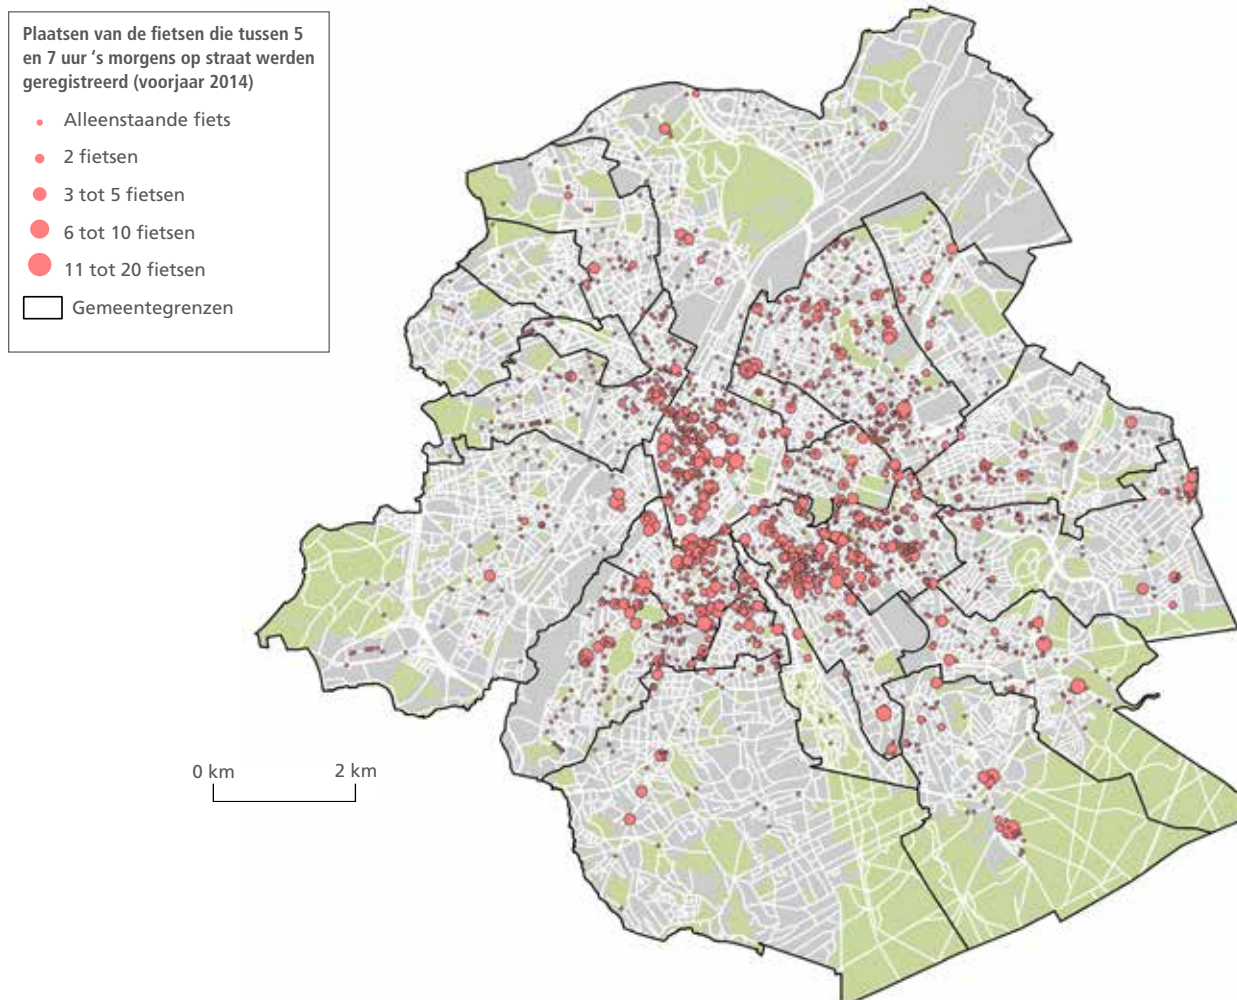 Plaatsen van de fietsen die tussen 5
en 7 uur ‘s morgens op straat werden
geregistreerd (voorjaar 2014)
Alleenstaande fiets
2 fietsen
3 tot 5 fietsen
6 tot 10 fietsen
11 tot 20 fietsen
Gemeentegrenzen
0 km 2 km